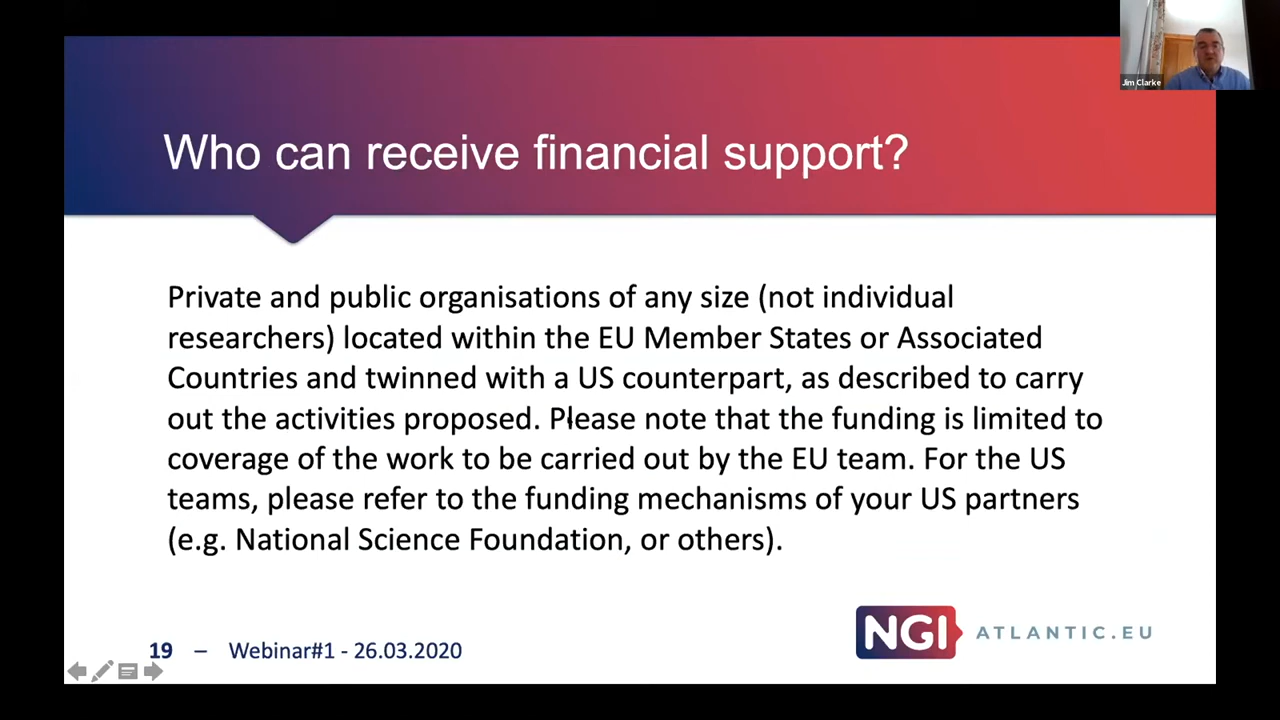 Jim Clarke
Who can receive financial support?
Private and public organisations of any size (not individual
researchers) located within the EU Member States or Associated
Countries and twinned with a US counterpart, as described to carry
out the activities proposed. Please note that the funding is limited to
coverage of the work to be carried out by the EU team. For the US
teams, please refer to the funding mechanisms of your US partners
(e.g. National Science Foundation, or others).
19 – Webinar#1 - 26.03.2020
NGI ATLANTIC.EU